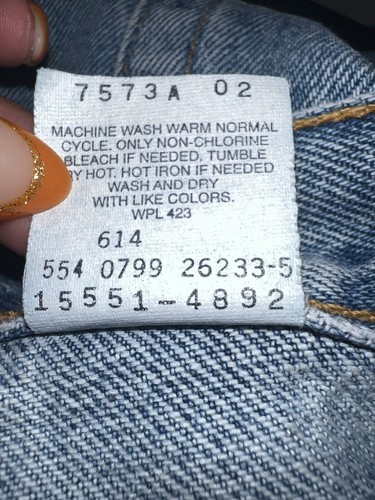 7573A 02
MACHINE WASH WARM NORMAL
CYCLE. ONLY NON-CHLORINE
BLEACH IF NEEDED. TUMBLE
HOT. HOT IRON IF NEEDED
WASH AND DRY
WITH LIKE COLORS.
WPL 423
614
554 0799 26233-5
15551 4892